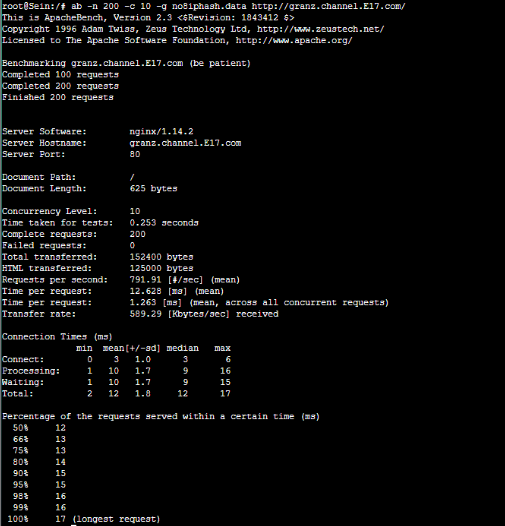 root@Sein:/# ab -n 200 -c 10 -g no8iphash.data http://granz.channel.E17.com/
This is ApacheBench, Version 2.3 <$Revision: 1843412 $>
Copyright 1996 Adam Twiss, Zeus Technology Ltd, http://www.zeustech.net/
Licensed to The Apache Software Foundation, http://www.apache.org/
Benchmarking granz.channel.E17.com (be patient)
Completed 100 requests
Completed 200 requests
Finished 200 requests
Server Software: nginx/1.14.2
Server Hostname: granz.channel.E17.com
Server Port: 80
Document Path: /
Document Length: 625 bytes
Concurrency Level: 10
Time taken for tests: 0.253 seconds
Complete requests: 200
Failed requests: 0
Total transferred: 152400 bytes
HTML transferred: 125000 bytes
Requests per second: 791.91 [#/sec] (mean)
Time per request: 12.628 [ms] (mean)
Time per request: 1.263 [ms] (mean, across all concurrent requests)
Transfer rate: 589.29 [Kbytes/sec] received
Connection Times (ms)
min mean[+/-sd] median max
Connect: 0 3 1.0 3 6
Processing: 1 10 1.7 9 16
Waiting: 1 10 1.7 9 15
Total: 2 12 1.8 12 17
Percentage of the requests served within a certain time (ms)
50% 12
66% 13
75% 13
80% 14
90% 15
95% 15
98% 16
99% 16
100% 17 (longest request)